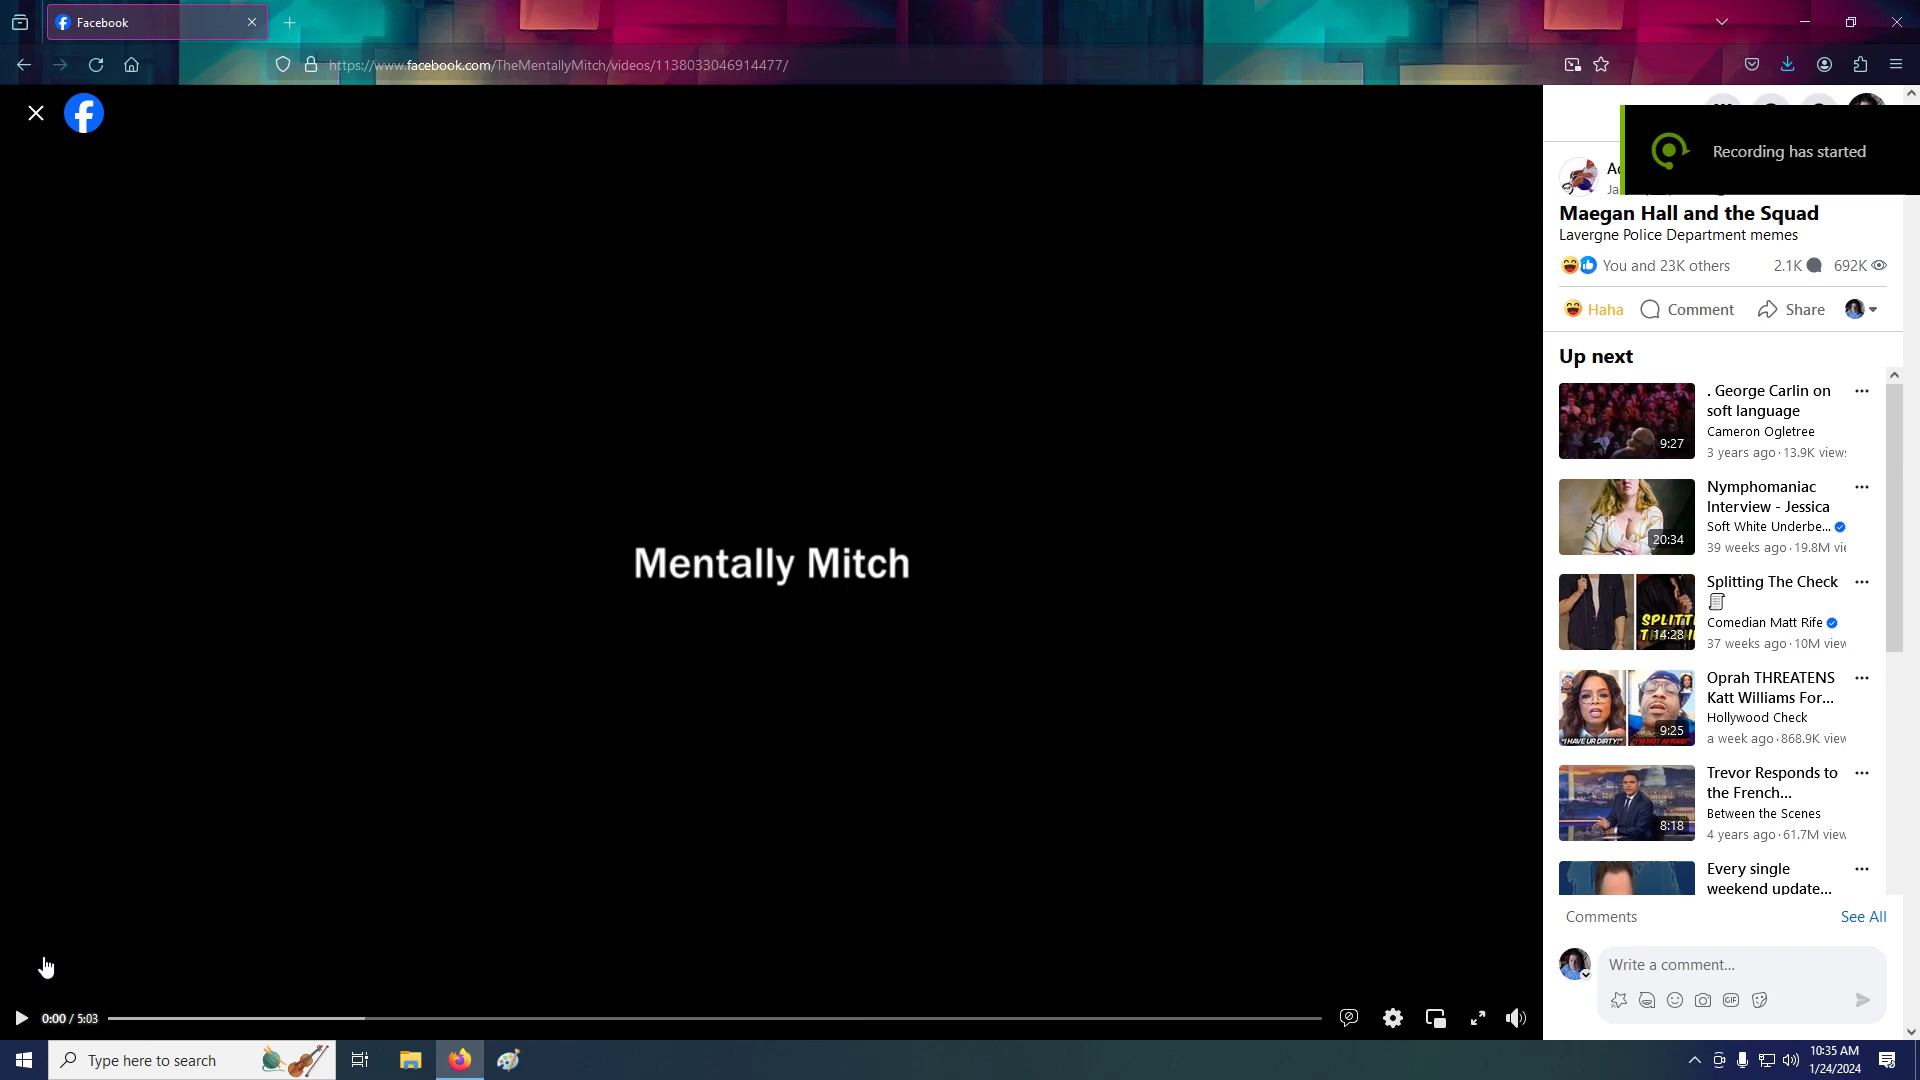 Facebook
https://www.facebook.com/TheMentallyMitch/videos/1138033046914477/
Recording has started
Maegan Hall and the Squad
Lavergne Police Department memes
You and 23K others 2.1K 692K
Haha Comment Share
Up next
. George Carlin on
soft language
Cameron Ogletree
3 years ago · 13.9K views
9:27
Nymphomaniac
Interview - Jessica
Soft White Underbe...
39 weeks ago · 19.8M vie
20:34
Splitting The Check
Comedian Matt Rife
37 weeks ago · 10M view
14:28
Oprah THREATENS
Katt Williams For...
Hollywood Check
a week ago · 868.9K view
9:25
"I HAVE UR DIRTY!"
Trevor Responds to
the French...
Between the Scenes
4 years ago · 61.7M view
8:18
Every single
weekend update...
Comments See All
Write a comment...
GIF
Mentally Mitch
0:00 / 5:03
Type here to search
10:35 AM
1/24/2024